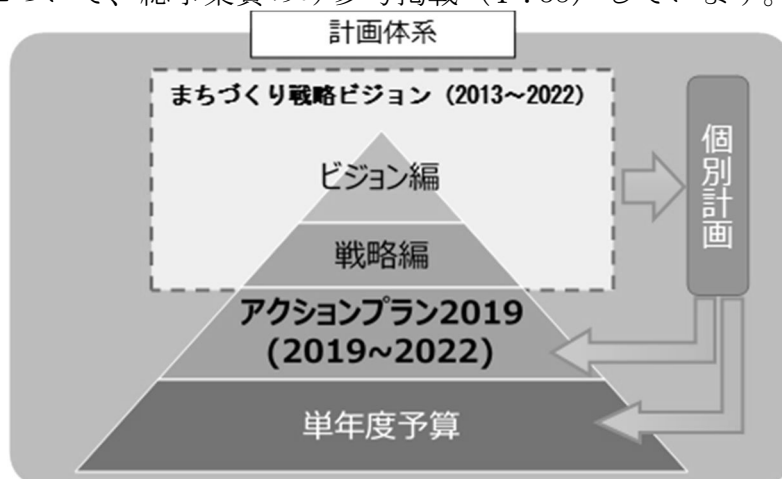 計画体系
まちづくり戦略ビジョン（2013～2022）
ビジョン編
戦略編
アクションプラン2019
(2019~2022)
単年度予算
個別計画